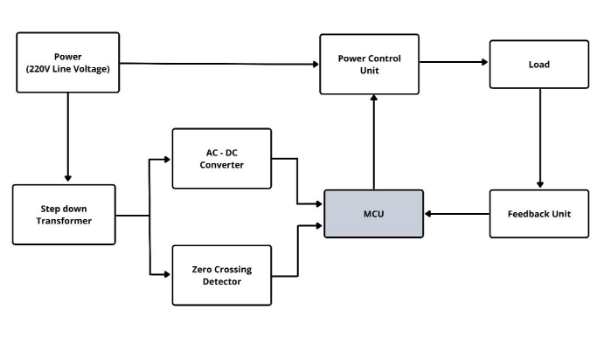 Power
(220V Line Voltage)
Power Control
Unit
Load
AC - DC
Converter
Step down
Transformer
MCU
Feedback Unit
Zero Crossing
Detector